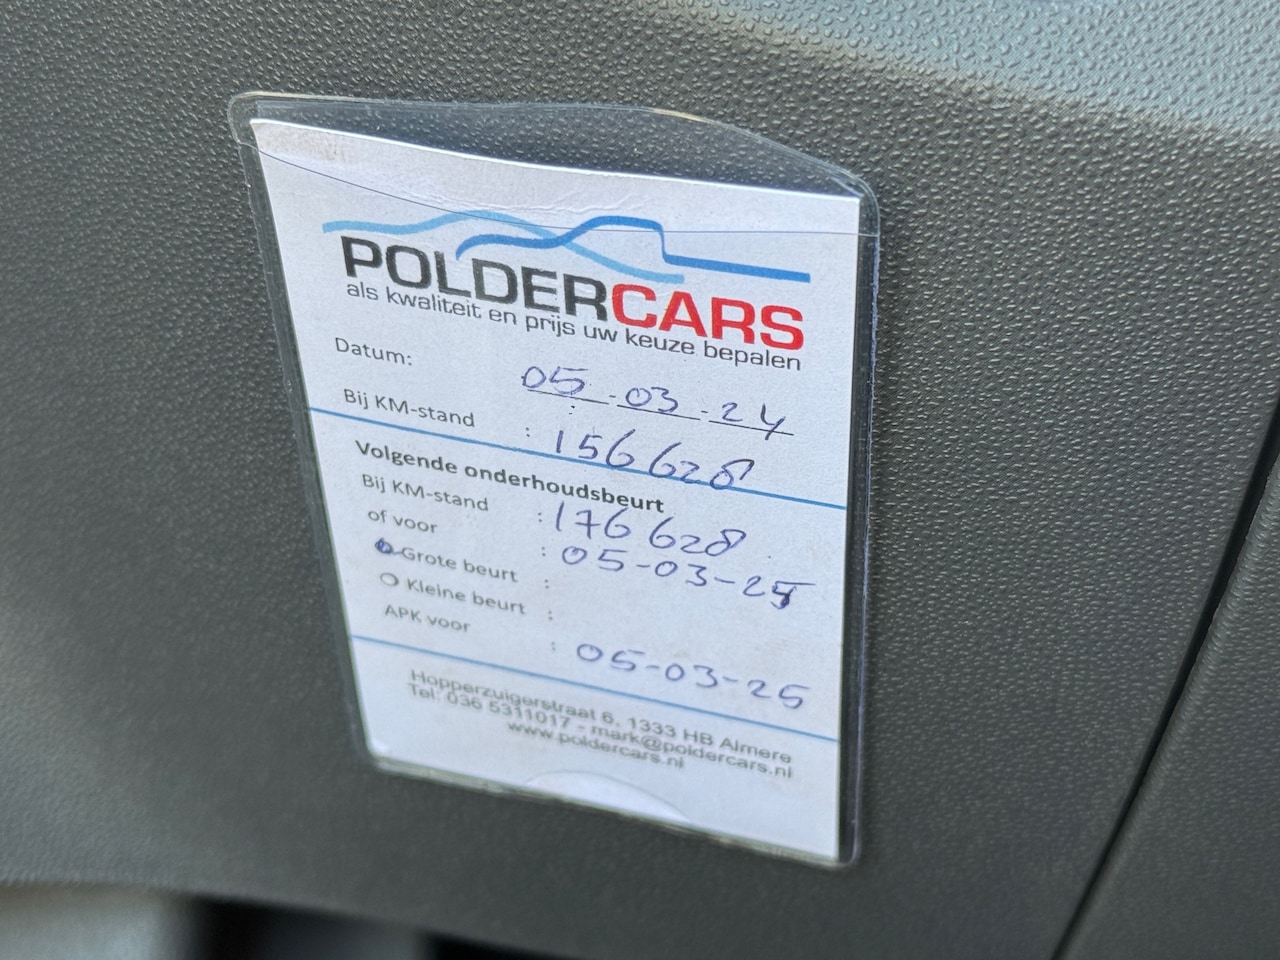 POLDERCARS
als kwaliteit en prijs uw keuze bepalen
Datum: 05-03-24
Bij KM-stand : 156628
Volgende onderhoudsbeurt
Bij KM-stand : 176628
of voor : 05-03-25
Grote beurt :
Kleine beurt :
APK voor : 05-03-25
Hopperzuigerstraat 6, 1333 HB Almere
Tel. 036 5311017 - mark@poldercars.nl
www.poldercars.nl